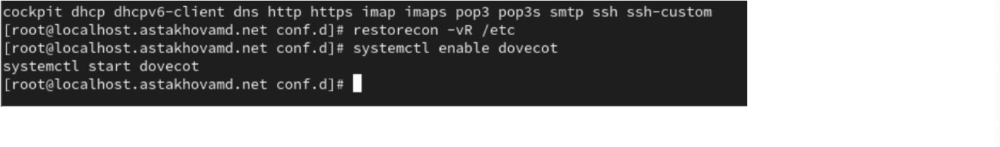 cockpit dhcp dhcpv6-client dns http https imap imaps pop3 pop3s smtp ssh ssh-custom
[root@localhost.astakhovamd.net conf.d]# restorecon -vR /etc
[root@localhost.astakhovamd.net conf.d]# systemctl enable dovecot
systemctl start dovecot
[root@localhost.astakhovamd.net conf.d]#